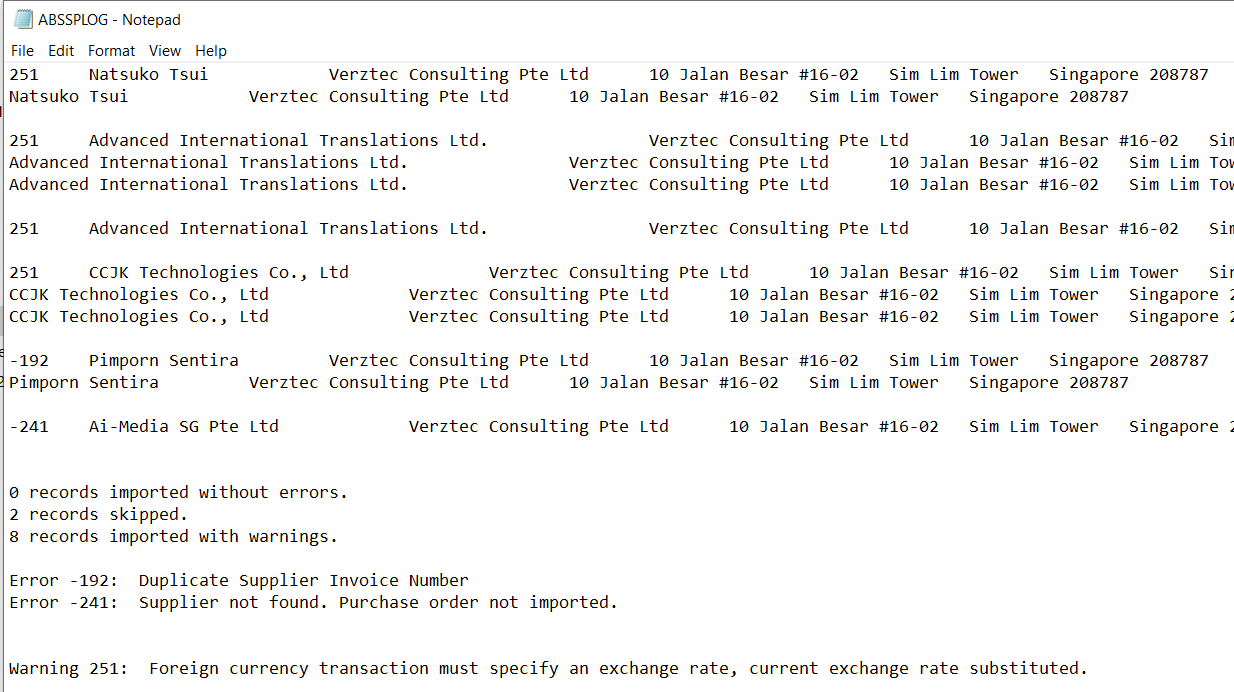 ABSSPLOG - Notepad
File Edit Format View Help
251 Natsuko Tsui Verztec Consulting Pte Ltd 10 Jalan Besar #16-02 Sim Lim Tower Singapore 208787
Natsuko Tsui Verztec Consulting Pte Ltd 10 Jalan Besar #16-02 Sim Lim Tower Singapore 208787
251 Advanced International Translations Ltd. Verztec Consulting Pte Ltd 10 Jalan Besar #16-02
Advanced International Translations Ltd. Verztec Consulting Pte Ltd 10 Jalan Besar #16-02 Sim Lim
Advanced International Translations Ltd. Verztec Consulting Pte Ltd 10 Jalan Besar #16-02 Sim Lim
251 Advanced International Translations Ltd. Verztec Consulting Pte Ltd 10 Jalan Besar #16-02
251 CCJK Technologies Co., Ltd Verztec Consulting Pte Ltd 10 Jalan Besar #16-02 Sim Lim Tower
CCJK Technologies Co., Ltd Verztec Consulting Pte Ltd 10 Jalan Besar #16-02 Sim Lim Tower Singapore
CCJK Technologies Co., Ltd Verztec Consulting Pte Ltd 10 Jalan Besar #16-02 Sim Lim Tower Singapore
-192 Pimporn Sentira Verztec Consulting Pte Ltd 10 Jalan Besar #16-02 Sim Lim Tower Singapore 208787
Pimporn Sentira Verztec Consulting Pte Ltd 10 Jalan Besar #16-02 Sim Lim Tower Singapore 208787
-241 Ai-Media SG Pte Ltd Verztec Consulting Pte Ltd 10 Jalan Besar #16-02 Sim Lim Tower Singapore
0 records imported without errors.
2 records skipped.
8 records imported with warnings.
Error -192: Duplicate Supplier Invoice Number
Error -241: Supplier not found. Purchase order not imported.
Warning 251: Foreign currency transaction must specify an exchange rate, current exchange rate substituted.